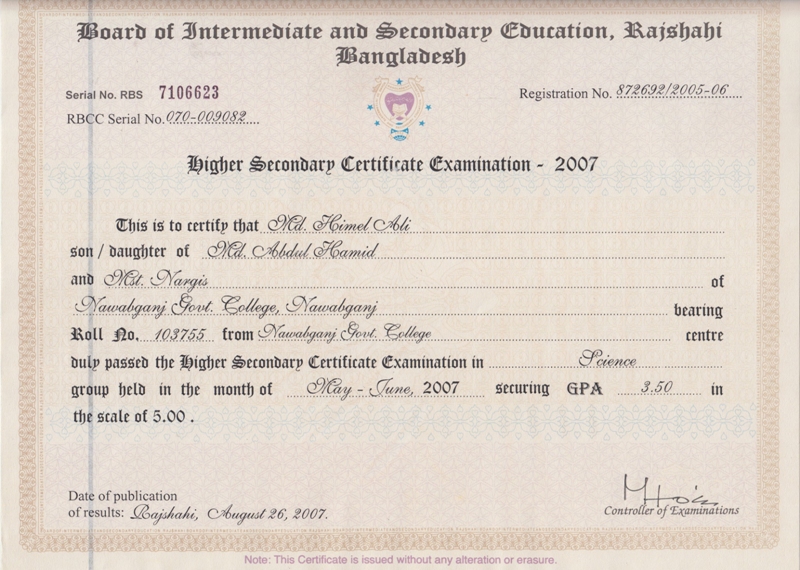 Board of Intermediate and Secondary Education, Rajshahi
Bangladesh
Serial No. RBS 7106623
Registration No. 872692/2005-06
RBCC Serial No. 070-009082
Higher Secondary Certificate Examination - 2007
This is to certify that Md. Himel Ali
son / daughter of Md. Abdul Hamid
and Mst. Nargis of
Nawabganj Govt. College, Nawabganj bearing
Roll No. 103755 from Nawabganj Govt. College centre
duly passed the Higher Secondary Certificate Examination in Science
group held in the month of May - June, 2007 securing GPA 3.50 in
the scale of 5.00 .
Date of publication
of results: Rajshahi, August 26, 2007.
Controller of Examinations
Note: This Certificate is issued without any alteration or erasure.